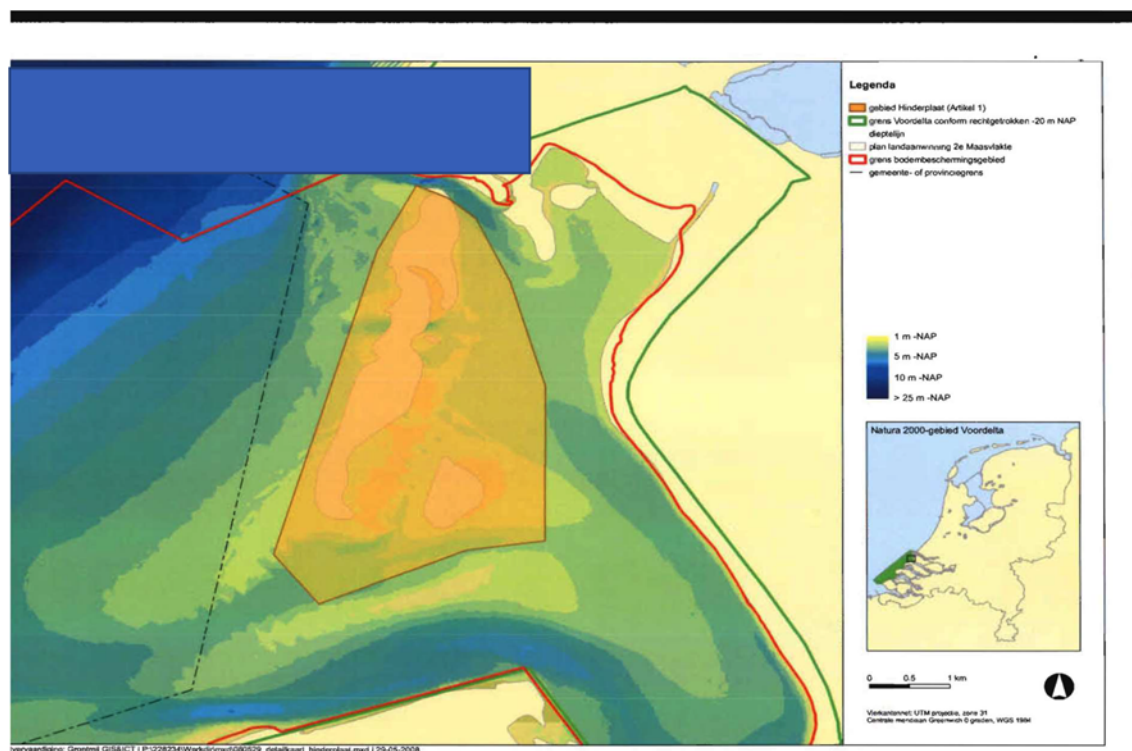 Legenda
gebied Hinderplaat (Artikel 1)
grens Voordelta conform rechtgetrokken -20 m NAP
dieptelijn
plan landaanwinning 2e Maasvlakte
grens bodembeschermingsgebied
gemeente- of provinciegrens
1 m -NAP
5 m -NAP
10 m -NAP
> 25 m -NAP
Natura 2000-gebied Voordelta
0 0.5 1 km
Vierkantennet: UTM projectie, zone 31
Centrale meridiaan Greenwich 0 graden, WGS 1984